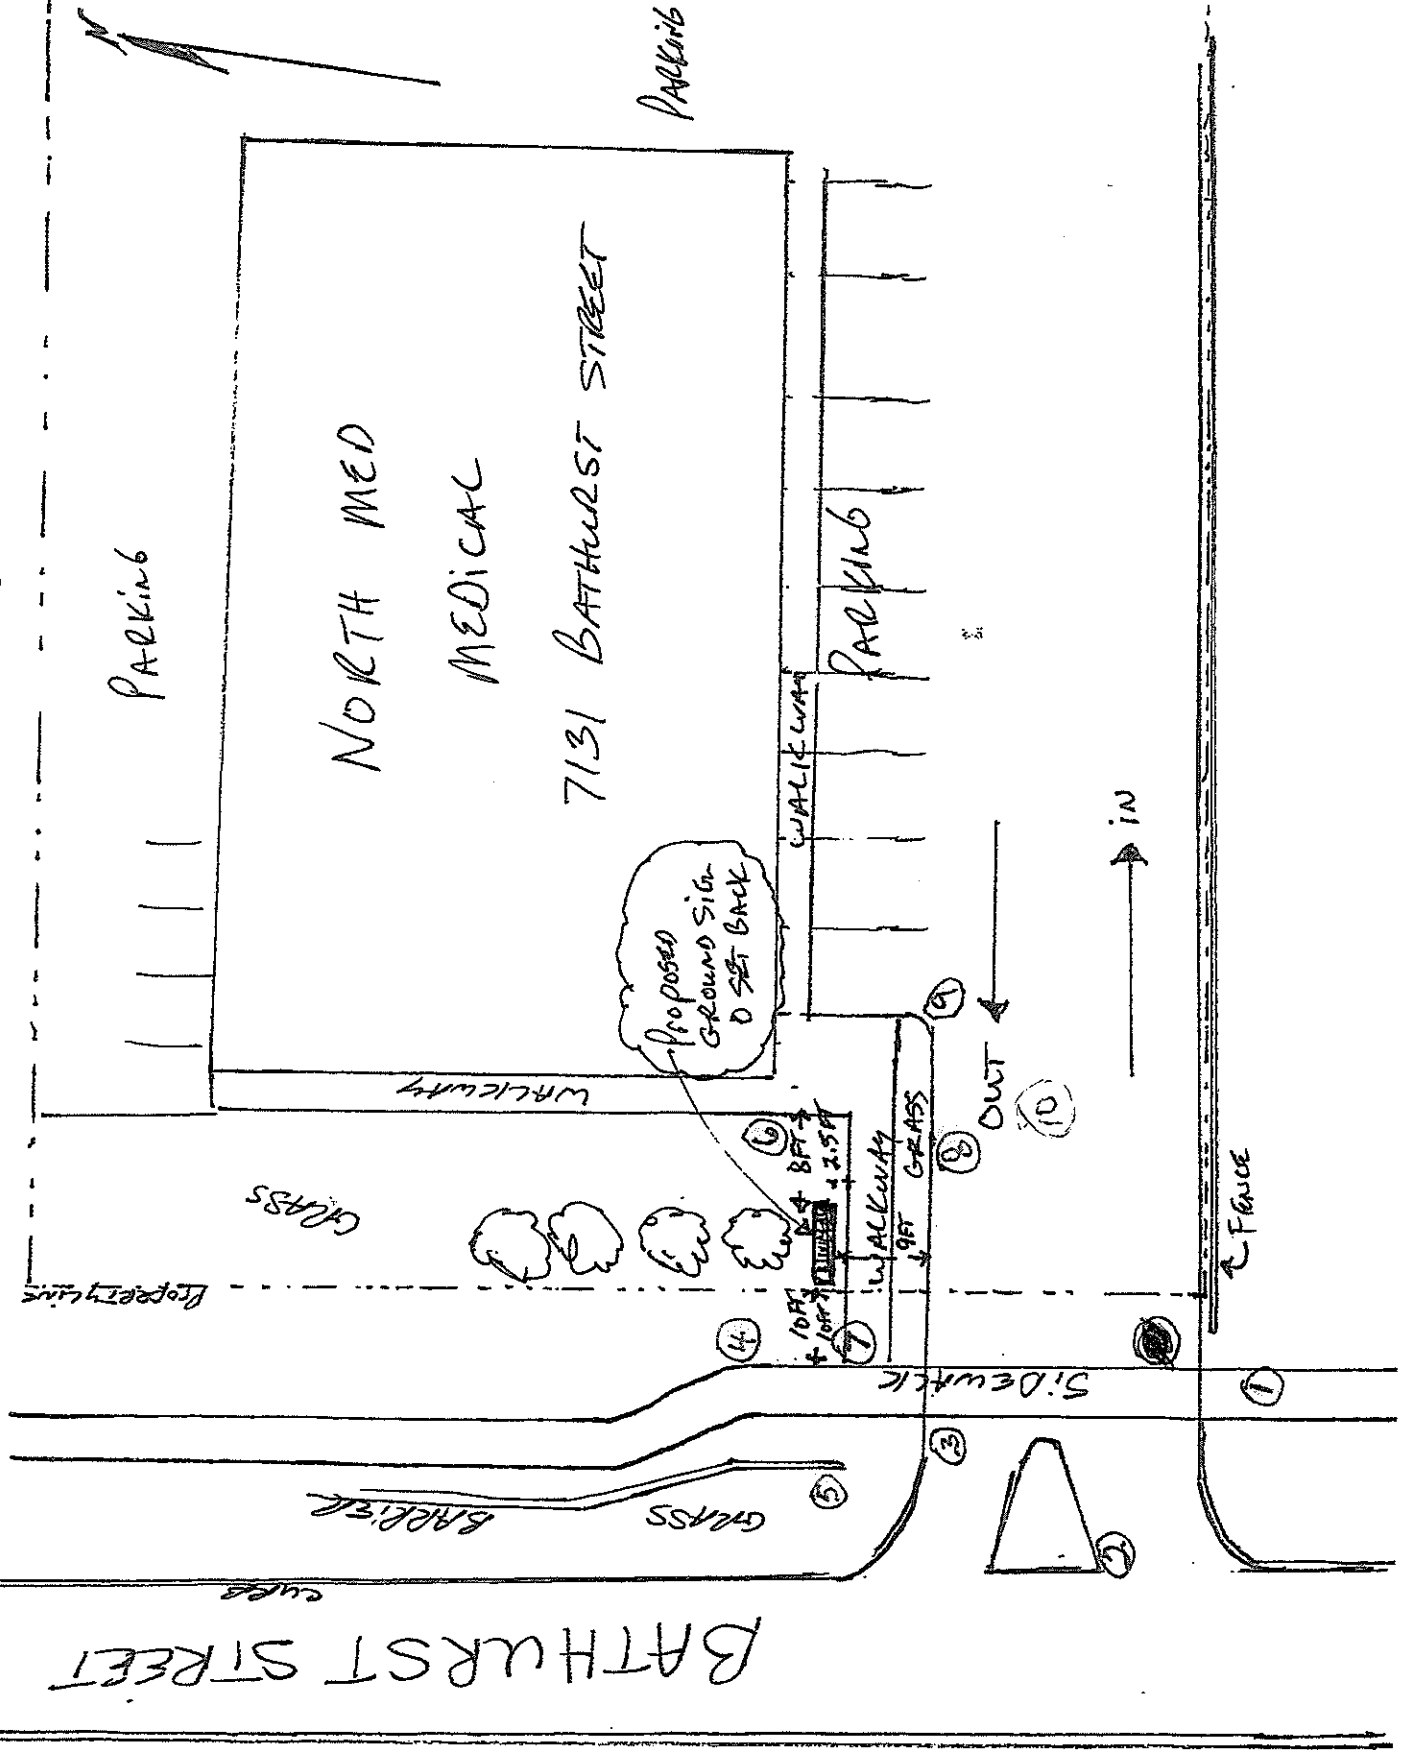 N
PARKING
PARKING
NORTH MED
MEDICAL
7131 BATHURST STREET
PROPOSED
GROUND SIGN
0 SET BACK
WALKWAY
PARKING
WALKWAY
GRASS
PROPERTY LINE
6
8FT
2.5FT
10FT
10FT
4
7
WALKWAY
9FT
GRASS
8
9
OUT
10
IN
FENCE
SIDEWALK
1
3
2
5
GRASS
BARRIER
CURB
BATHURST STREET